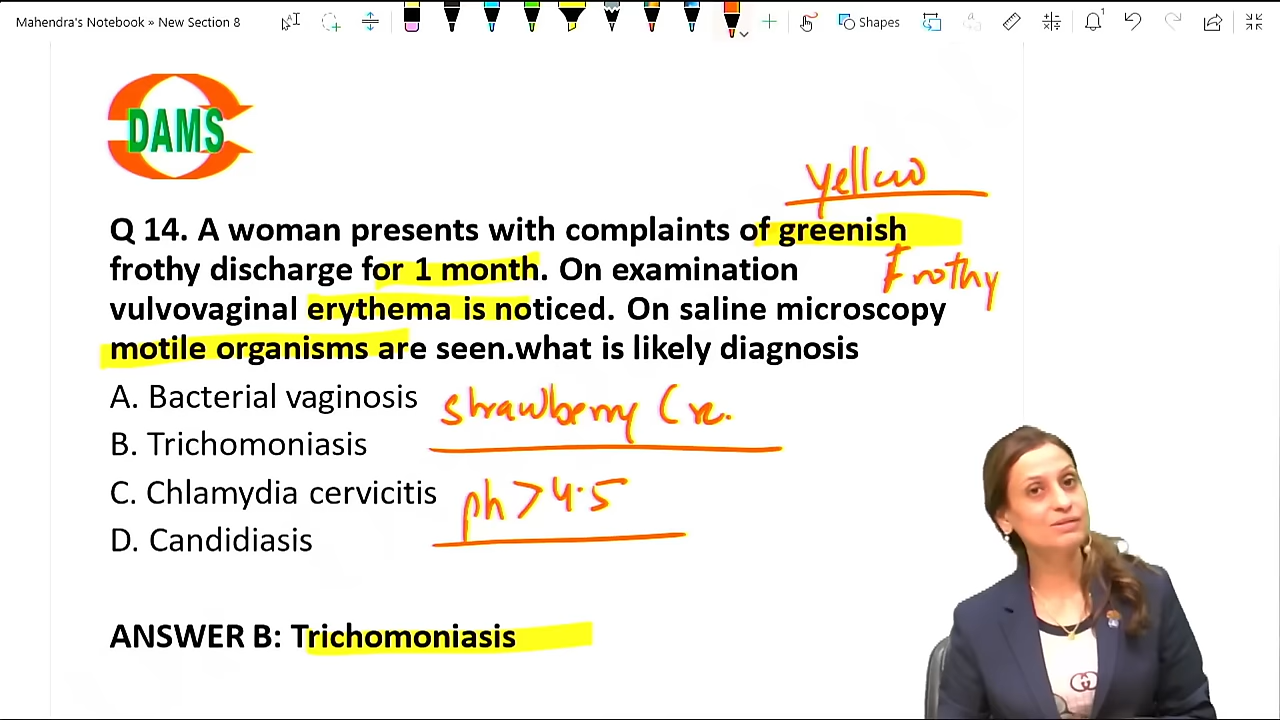 Mahendra's Notebook » New Section 8
Shapes
1
DAMS
yellow
Q 14. A woman presents with complaints of greenish
frothy discharge for 1 month. On examination
Frothy
vulvovaginal erythema is noticed. On saline microscopy
motile organisms are seen.what is likely diagnosis
A. Bacterial vaginosis
strawberry Cx.
B. Trichomoniasis
C. Chlamydia cervicitis
ph > 4.5
D. Candidiasis
ANSWER B: Trichomoniasis